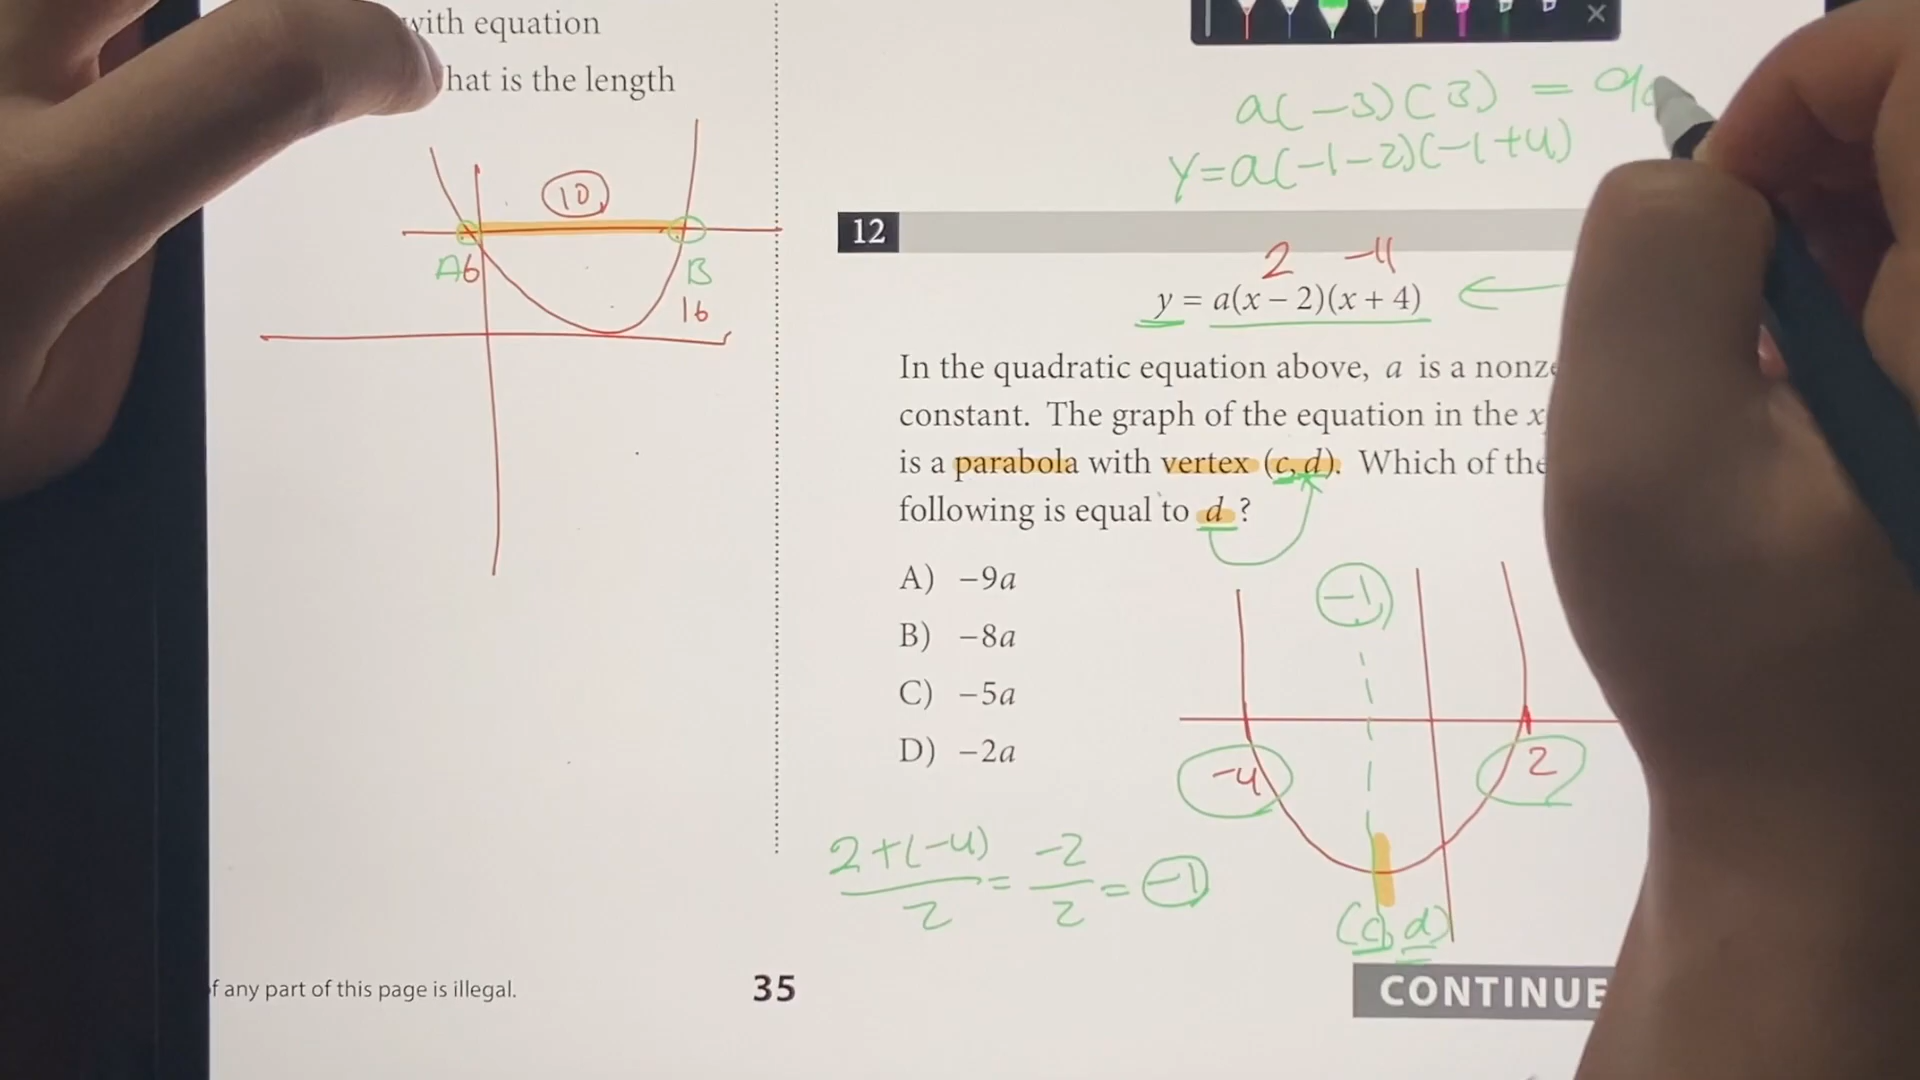 with equation
hat is the length
10
A6
B
16
a(-3)(3) = 9a
y=a(-1-2)(-1+4)
12
2 -4
y = a(x – 2)(x + 4)
In the quadratic equation above, a is a nonze
constant. The graph of the equation in the x
is a parabola with vertex (c, d). Which of the
following is equal to d ?
A) –9a
B) –8a
C) –5a
D) –2a
-1
-4
2
2+(-4)/2 = -2/2 = -1
(c, d)
f any part of this page is illegal.
35
CONTINUE